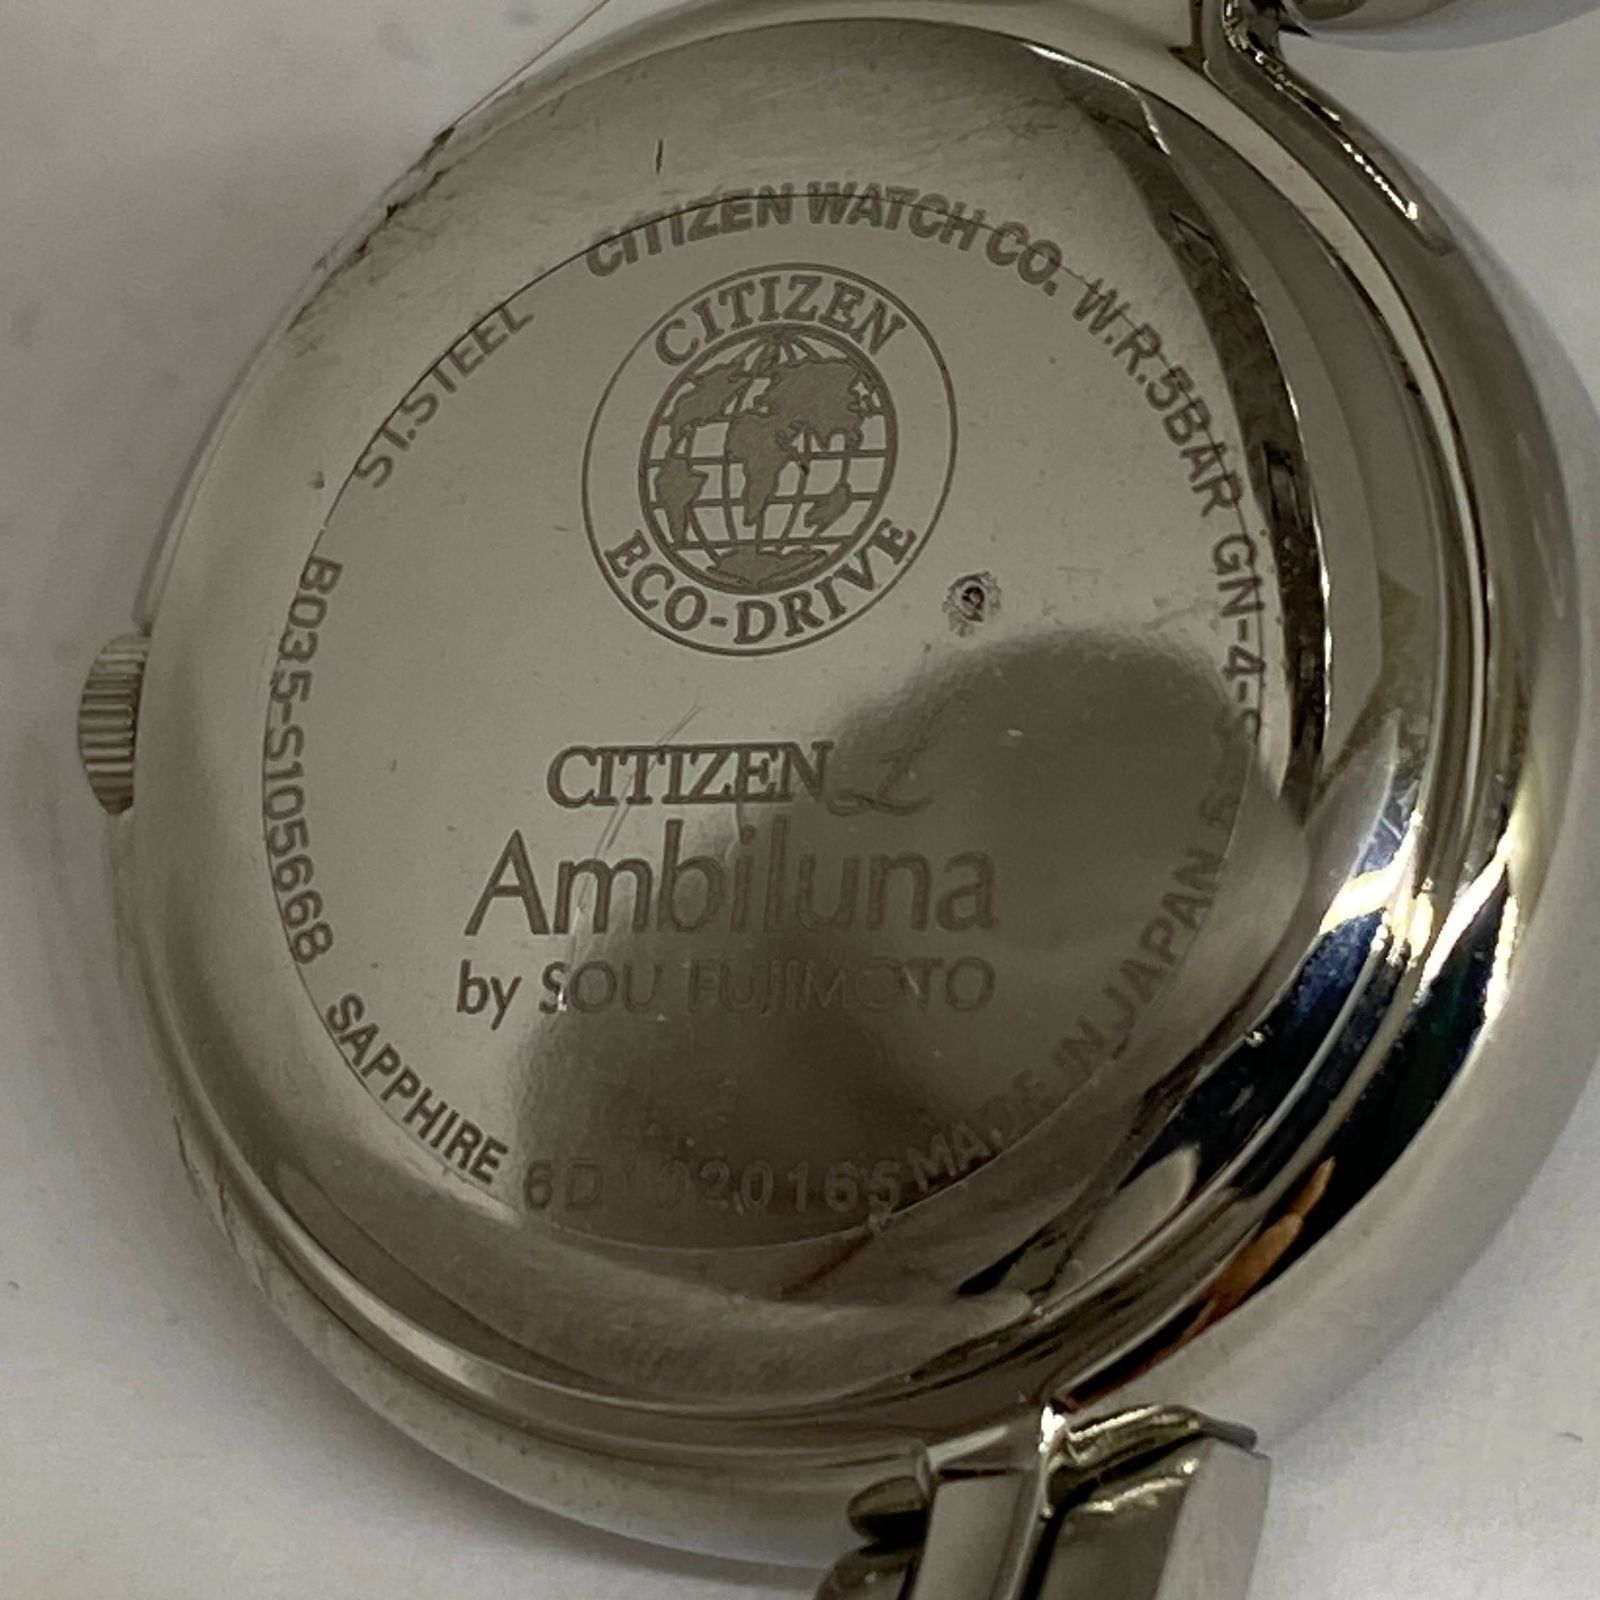 CITIZEN WATCH CO. W.R.5BAR GN-4-S
CITIZEN
ECO-DRIVE
CITIZEN L
Ambiluna
by SOU FUJIMOTO
ST.STEEL
B035-S105668
SAPPHIRE
6D1020165
MADE IN JAPAN